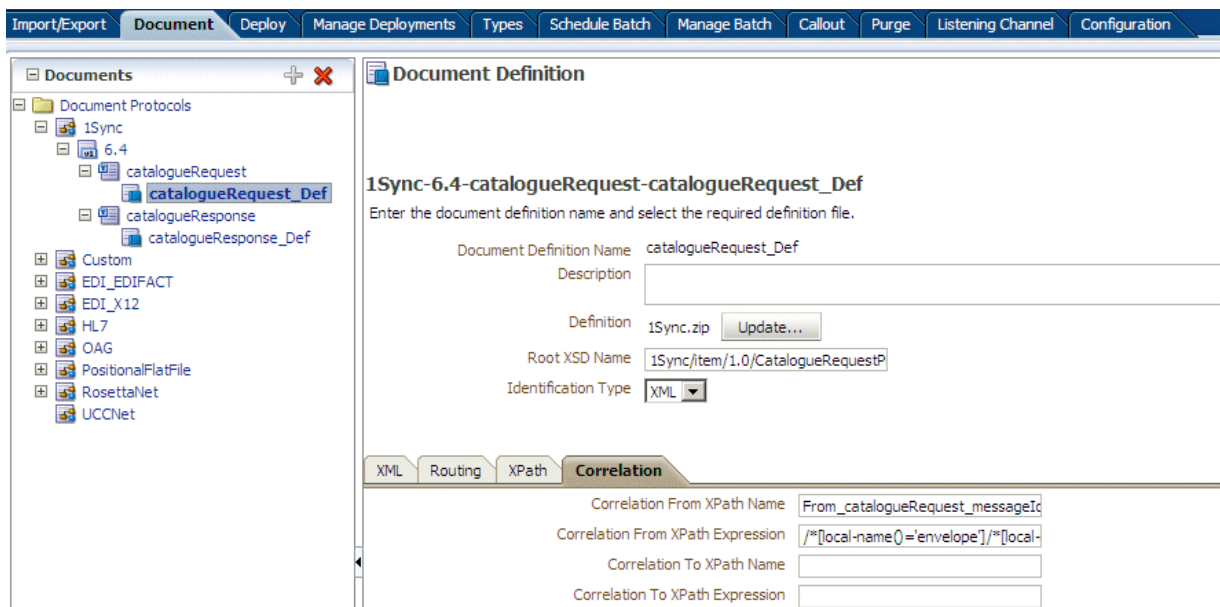 Import/Export Document Deploy Manage Deployments Types Schedule Batch Manage Batch Callout Purge Listening Channel Configuration
Documents
Document Protocols
1Sync
6.4
catalogueRequest
catalogueRequest_Def
catalogueResponse
catalogueResponse_Def
Custom
EDI_EDIFACT
EDI_X12
HL7
OAG
PositionalFlatFile
RosettaNet
UCCNet
Document Definition
1Sync-6.4-catalogueRequest-catalogueRequest_Def
Enter the document definition name and select the required definition file.
Document Definition Name catalogueRequest_Def
Description
Definition 1Sync.zip Update...
Root XSD Name 1Sync/item/1.0/CatalogueRequestP
Identification Type XML
XML Routing XPath Correlation
Correlation From XPath Name From_catalogueRequest_messageId
Correlation From XPath Expression /*[local-name()='envelope']/*[local-
Correlation To XPath Name
Correlation To XPath Expression